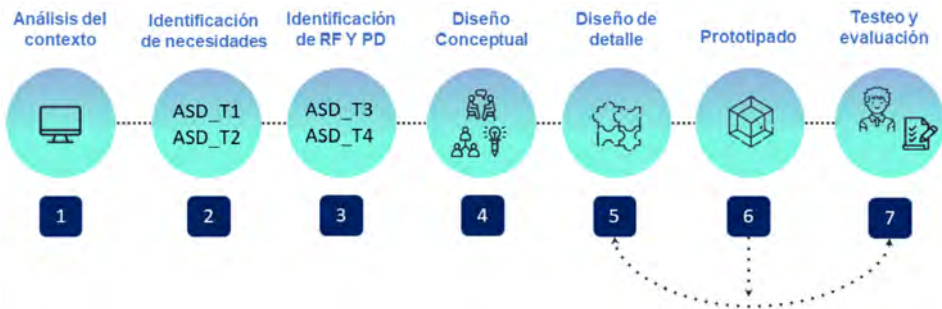 Análisis del
contexto
Identificación
de necesidades
Identificación
de RF Y PD
Diseño
Conceptual
Diseño de
detalle
Prototipado
Testeo y
evaluación
ASD_T1
ASD_T2
ASD_T3
ASD_T4
1
2
3
4
5
6
7